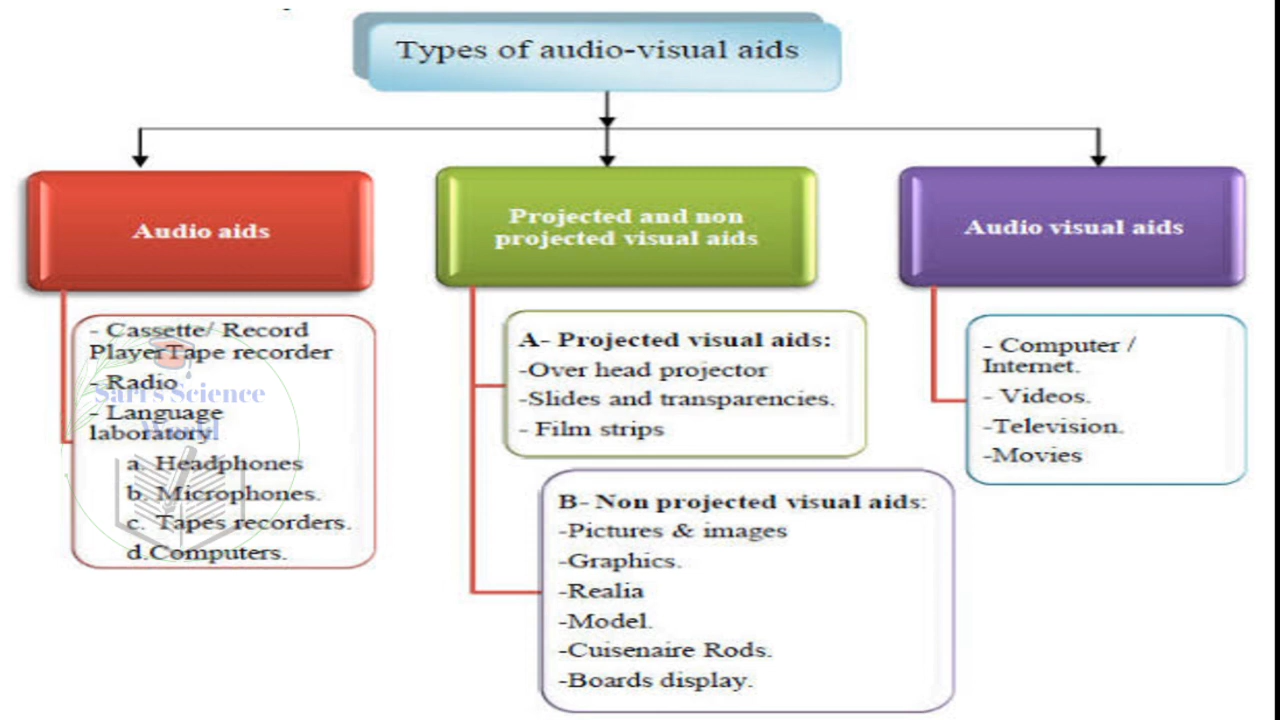 Types of audio-visual aids
Audio aids
- Cassette/ Record
PlayerTape recorder
- Radio
- Language
laboratory
a. Headphones
b. Microphones.
c. Tapes recorders.
d.Computers.
Sari's Science
World
Projected and non
projected visual aids
A- Projected visual aids:
-Over head projector
-Slides and transparencies.
- Film strips
B- Non projected visual aids:
-Pictures & images
-Graphics.
-Realia
-Model.
-Cuisenaire Rods.
-Boards display.
Audio visual aids
- Computer /
Internet.
- Videos.
-Television.
-Movies